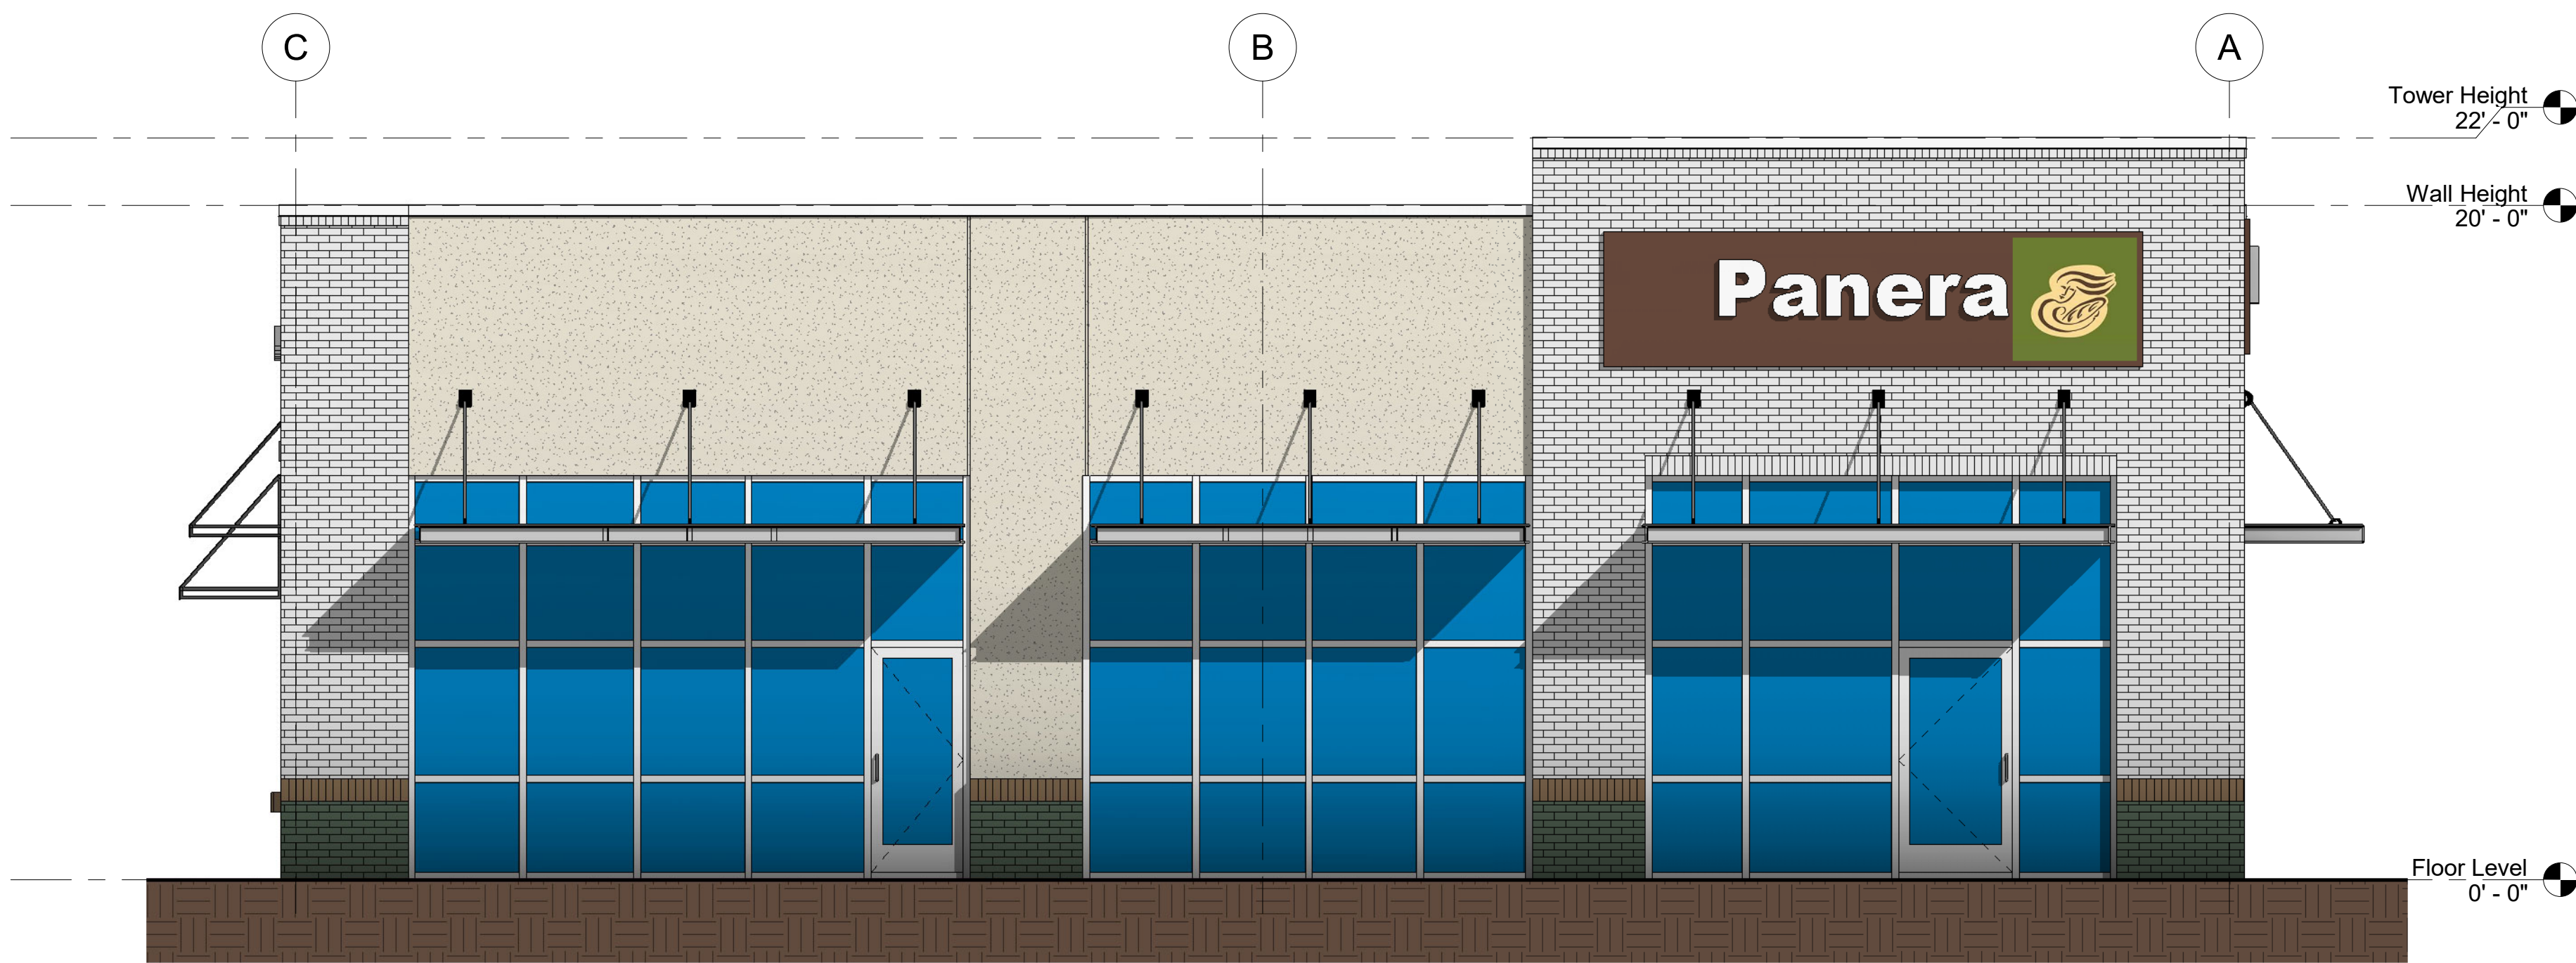 C
B
A
Tower Height
22' - 0"
Wall Height
20' - 0"
Panera
Floor Level
0' - 0"